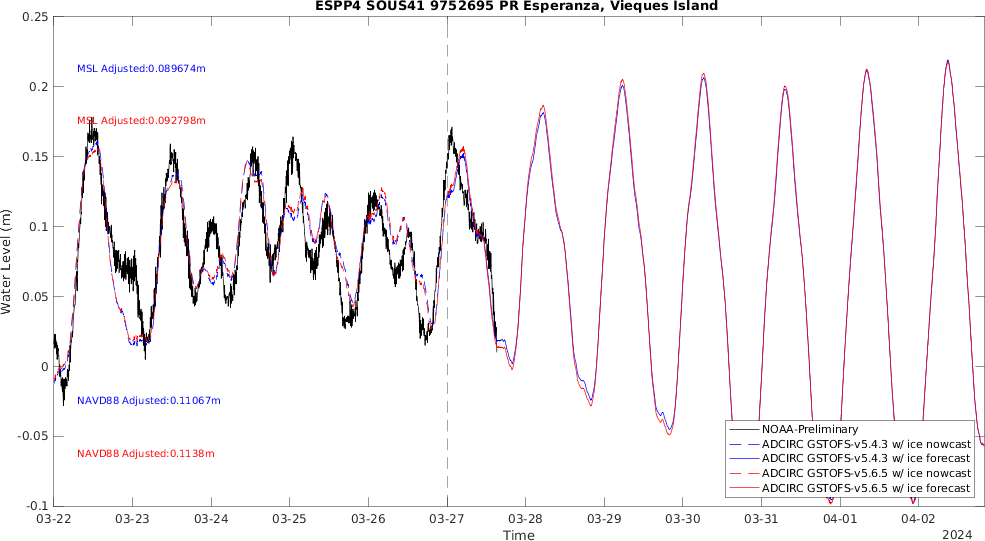 ESPP4 SOUS41 9752695 PR Esperanza, Vieques Island
0.25
0.2
0.15
0.1
0.05
0
-0.05
-0.1
Water Level (m)
MSL Adjusted:0.089674m
MSL Adjusted:0.092798m
NAVD88 Adjusted:0.11067m
NAVD88 Adjusted:0.1138m
NOAA-Preliminary
ADCIRC GSTOFS-v5.4.3 w/ ice nowcast
ADCIRC GSTOFS-v5.4.3 w/ ice forecast
ADCIRC GSTOFS-v5.6.5 w/ ice nowcast
ADCIRC GSTOFS-v5.6.5 w/ ice forecast
03-22 03-23 03-24 03-25 03-26 03-27 03-28 03-29 03-30 03-31 04-01 04-02
Time
2024